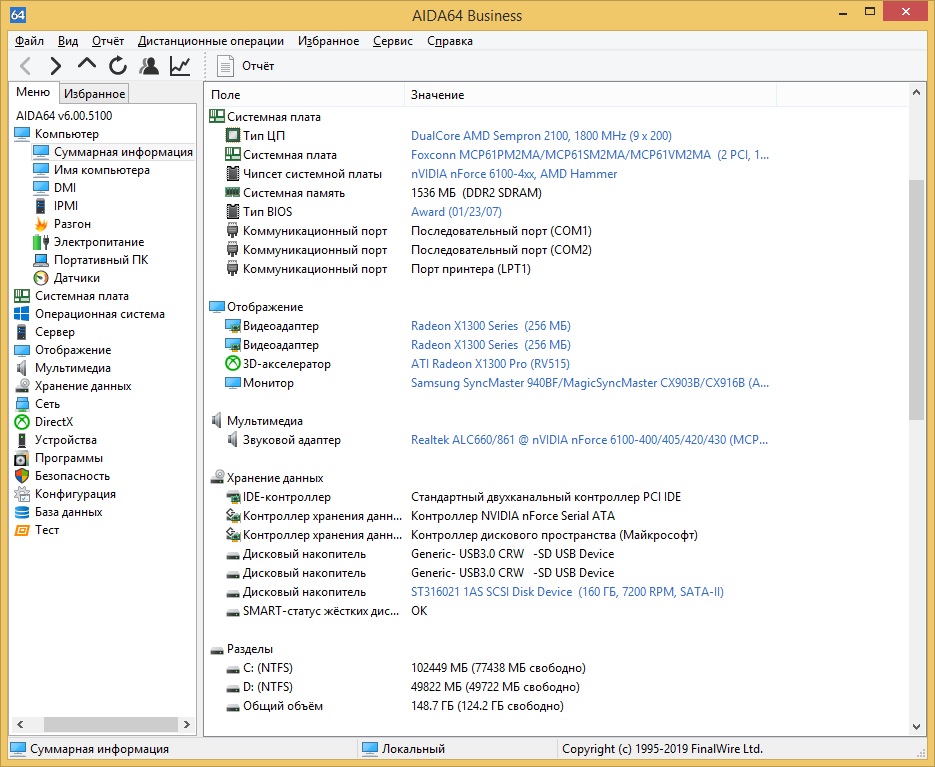 64 AIDA64 Business
Файл Вид Отчёт Дистанционные операции Избранное Сервис Справка
Отчёт
Меню Избранное
AIDA64 v6.00.5100
Компьютер
Суммарная информация
Имя компьютера
DMI
IPMI
Разгон
Электропитание
Портативный ПК
Датчики
Системная плата
Операционная система
Сервер
Отображение
Мультимедиа
Хранение данных
Сеть
DirectX
Устройства
Программы
Безопасность
Конфигурация
База данных
Тест
Поле Значение
Системная плата
Тип ЦП DualCore AMD Sempron 2100, 1800 MHz (9 x 200)
Системная плата Foxconn MCP61PM2MA/MCP61SM2MA/MCP61VM2MA (2 PCI, 1...
Чипсет системной платы nVIDIA nForce 6100-4xx, AMD Hammer
Системная память 1536 МБ (DDR2 SDRAM)
Тип BIOS Award (01/23/07)
Коммуникационный порт Последовательный порт (COM1)
Коммуникационный порт Последовательный порт (COM2)
Коммуникационный порт Порт принтера (LPT1)
Отображение
Видеоадаптер Radeon X1300 Series (256 МБ)
Видеоадаптер Radeon X1300 Series (256 МБ)
3D-акселератор ATI Radeon X1300 Pro (RV515)
Монитор Samsung SyncMaster 940BF/MagicSyncMaster CX903B/CX916B (A...
Мультимедиа
Звуковой адаптер Realtek ALC660/861 @ nVIDIA nForce 6100-400/405/420/430 (MCP...
Хранение данных
IDE-контроллер Стандартный двухканальный контроллер PCI IDE
Контроллер хранения данн... Контроллер NVIDIA nForce Serial ATA
Контроллер хранения данн... Контроллер дискового пространства (Майкрософт)
Дисковый накопитель Generic- USB3.0 CRW -SD USB Device
Дисковый накопитель Generic- USB3.0 CRW -SD USB Device
Дисковый накопитель ST316021 1AS SCSI Disk Device (160 ГБ, 7200 RPM, SATA-II)
SMART-статус жёстких дис... OK
Разделы
C: (NTFS) 102449 МБ (77438 МБ свободно)
D: (NTFS) 49822 МБ (49722 МБ свободно)
Общий объём 148.7 ГБ (124.2 ГБ свободно)
Суммарная информация Локальный Copyright (c) 1995-2019 FinalWire Ltd.